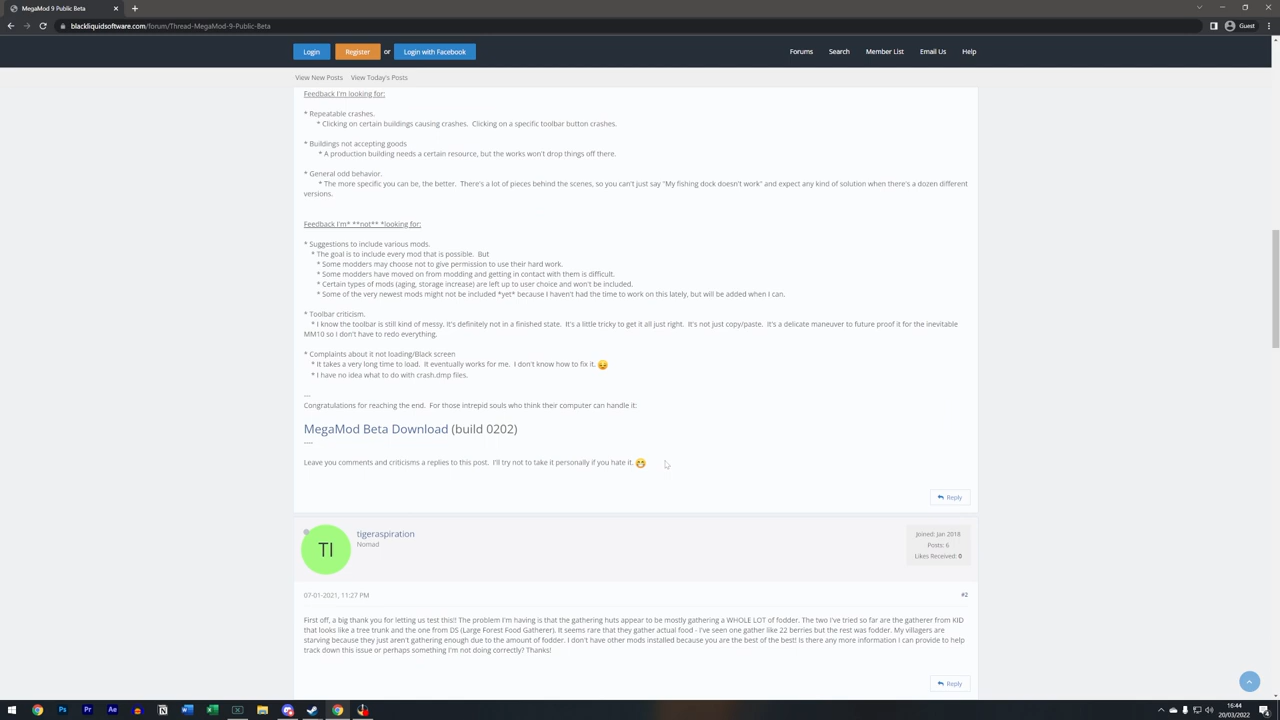 MegaMod 9 Public Beta
Guest
blackliquidsoftware.com/forum/Thread-MegaMod-9-Public-Beta
Login
Register
or
Login with Facebook
Forums
Search
Member List
Email Us
Help
View New Posts
View Today's Posts
Feedback I'm looking for:
* Repeatable crashes.
* Clicking on certain buildings causing crashes. Clicking on a specific toolbar button crashes.
* Buildings not accepting goods
* A production building needs a certain resource, but the works won't drop things off there.
* General odd behavior.
* The more specific you can be, the better. There's a lot of pieces behind the scenes, so you can't just say "My fishing dock doesn't work" and expect any kind of solution when there's a dozen different
versions.
Feedback I'm* **not** *looking for:
* Suggestions to include various mods.
* The goal is to include every mod that is possible. But
* Some modders may choose not to give permission to use their hard work.
* Some modders have moved on from modding and getting in contact with them is difficult.
* Certain types of mods (aging, storage increase) are left up to user choice and won't be included.
* Some of the very newest mods might not be included *yet* because I haven't had the time to work on this lately, but will be added when I can.
* Toolbar criticism.
* I know the toolbar is still kind of messy. It's definitely not in a finished state. It's a little tricky to get it all just right. It's not just copy/paste. It's a delicate maneuver to future proof it for the inevitable
MM10 so I don't have to redo everything.
* Complaints about it not loading/Black screen
* It takes a very long time to load. It eventually works for me. I don't know how to fix it.
* I have no idea what to do with crash.dmp files.
---
Congratulations for reaching the end. For those intrepid souls who think their computer can handle it:
MegaMod Beta Download (build 0202)
----
Leave you comments and criticisms a replies to this post. I'll try not to take it personally if you hate it.
Reply
TI
tigeraspiration
Nomad
Joined: Jan 2018
Posts: 6
Likes Received: 0
07-01-2021, 11:27 PM
#2
First off, a big thank you for letting us test this!! The problem I'm having is that the gathering huts appear to be mostly gathering a WHOLE LOT of fodder. The two I've tried so far are the gatherer from KID
that looks like a tree trunk and the one from DS (Large Forest Food Gatherer). It seems rare that they gather actual food - I've seen one gather like 22 berries but the rest was fodder. My villagers are
starving because they just aren't gathering enough due to the amount of fodder. I don't have other mods installed because you are the best of the best! Is there any more information I can provide to help
track down this issue or perhaps something I'm not doing correctly? Thanks!
Reply
16:44
20/03/2022